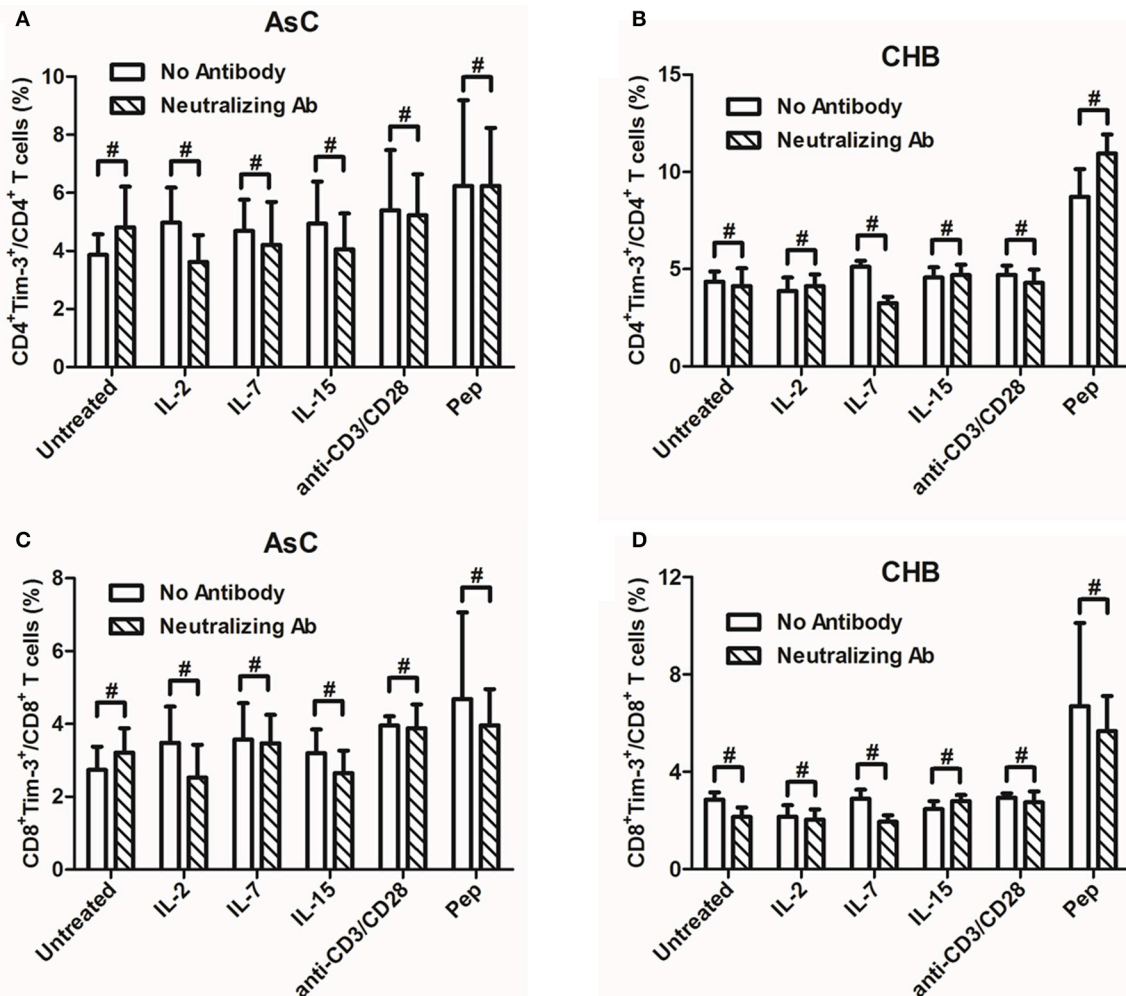 A
AsC
No Antibody
Neutralizing Ab
CD4+Tim-3+/CD4+ T cells (%)
10
8
6
4
2
0
# # # # # #
Untreated
IL-2
IL-7
IL-15
anti-CD3/CD28
Pep
B
CHB
No Antibody
Neutralizing Ab
CD4+Tim-3+/CD4+ T cells (%)
15
10
5
0
# # # # # #
Untreated
IL-2
IL-7
IL-15
anti-CD3/CD28
Pep
C
AsC
No Antibody
Neutralizing Ab
CD8+Tim-3+/CD8+ T cells (%)
8
6
4
2
0
# # # # # #
Untreated
IL-2
IL-7
IL-15
anti-CD3/CD28
Pep
D
CHB
No Antibody
Neutralizing Ab
CD8+Tim-3+/CD8+ T cells (%)
12
8
4
0
# # # # # #
Untreated
IL-2
IL-7
IL-15
anti-CD3/CD28
Pep